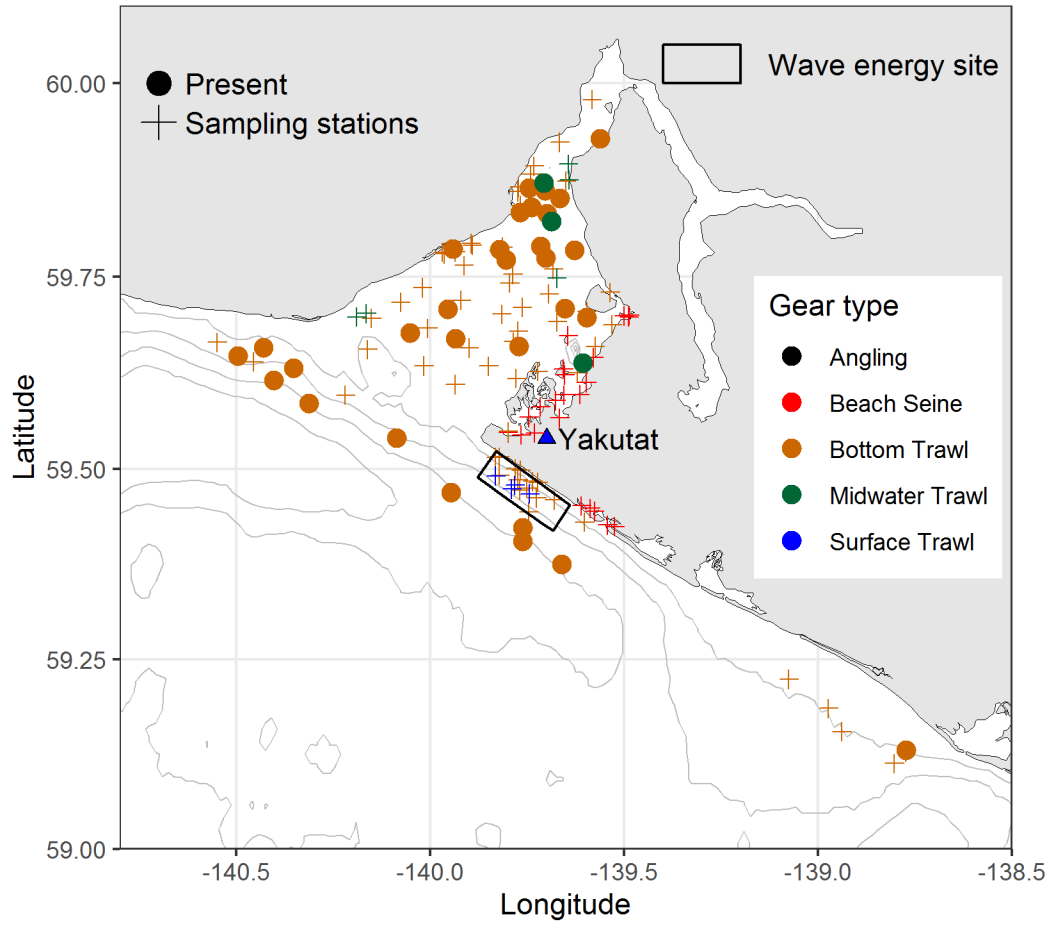 Present
Sampling stations
Wave energy site
Yakutat
Gear type
Angling
Beach Seine
Bottom Trawl
Midwater Trawl
Surface Trawl
60.00
59.75
59.50
59.25
59.00
Latitude
-140.5
-140.0
-139.5
-139.0
-138.5
Longitude